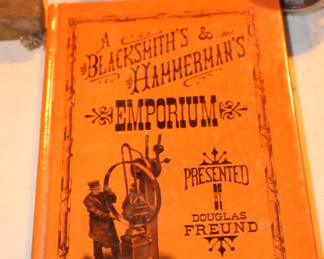 A
BLACKSMITH'S &
HAMMERMAN'S
EMPORIUM
PRESENTED
BY
DOUGLAS
FREUND